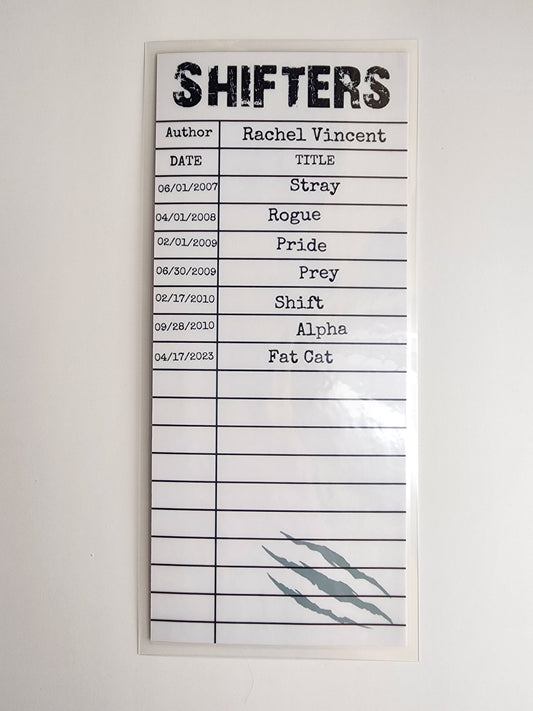 SHIFTERS
Author Rachel Vincent
DATE TITLE
06/01/2007 Stray
04/01/2008 Rogue
02/01/2009 Pride
06/30/2009 Prey
02/17/2010 Shift
09/28/2010 Alpha
04/17/2023 Fat Cat